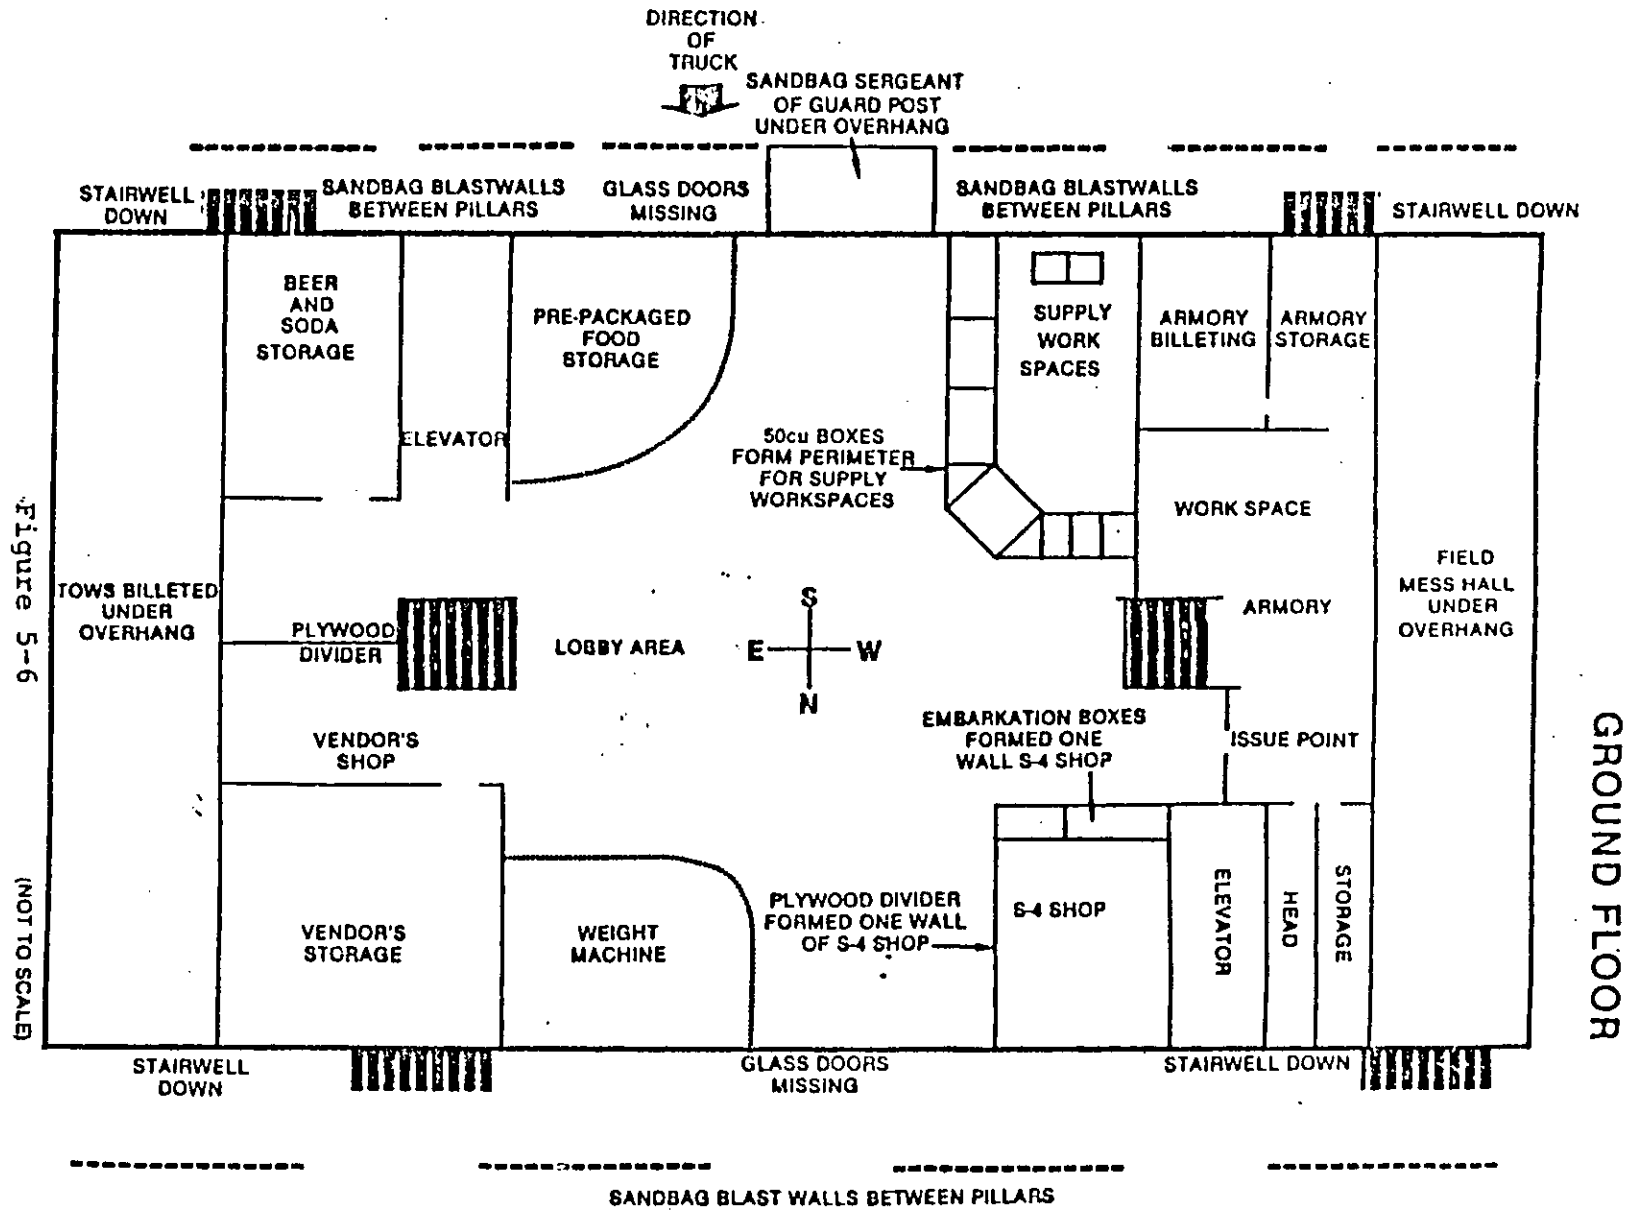 DIRECTION
OF
TRUCK
SANDBAG SERGEANT
OF GUARD POST
UNDER OVERHANG
STAIRWELL
DOWN
SANDBAG BLASTWALLS
BETWEEN PILLARS
GLASS DOORS
MISSING
SANDBAG BLASTWALLS
BETWEEN PILLARS
STAIRWELL DOWN
BEER
AND
SODA
STORAGE
ELEVATOR
PRE-PACKAGED
FOOD
STORAGE
50cu BOXES
FORM PERIMETER
FOR SUPPLY
WORKSPACES
SUPPLY
WORK
SPACES
ARMORY
BILLETING
ARMORY
STORAGE
WORK SPACE
ARMORY
FIELD
MESS HALL
UNDER
OVERHANG
TOWS BILLETED
UNDER
OVERHANG
PLYWOOD
DIVIDER
LOBBY AREA
S
E W
N
VENDOR'S
SHOP
EMBARKATION BOXES
FORMED ONE
WALL S-4 SHOP
ISSUE POINT
VENDOR'S
STORAGE
WEIGHT
MACHINE
PLYWOOD DIVIDER
FORMED ONE WALL
OF S-4 SHOP
S-4 SHOP
ELEVATOR
HEAD
STORAGE
STAIRWELL
DOWN
GLASS DOORS
MISSING
STAIRWELL DOWN
SANDBAG BLAST WALLS BETWEEN PILLARS
Figure 5-6
(NOT TO SCALE)
GROUND FLOOR